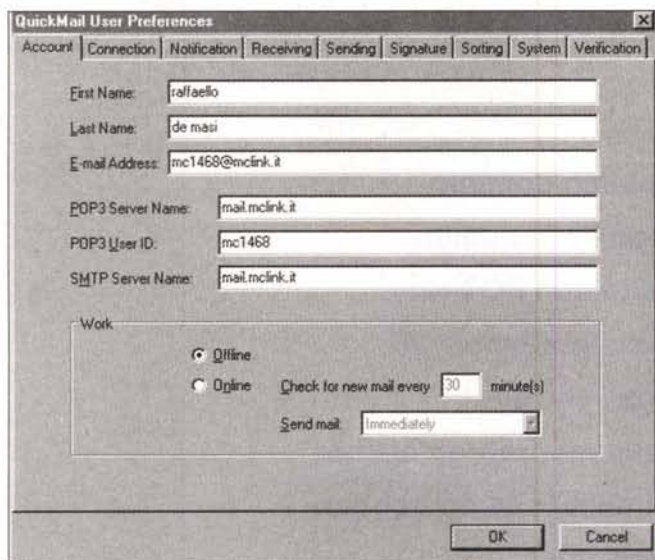 QuickMail User Preferences
Account Connection Notification Receiving Sending Signature Sorting System Verification
First Name: raffaello
Last Name: de masi
E-mail Address: mc1468@mclink.it
POP3 Server Name: mail.mclink.it
POP3 User ID: mc1468
SMTP Server Name: mail.mclink.it
Work
Offline
Online Check for new mail every 30 minute(s)
Send mail: Immediately
OK Cancel